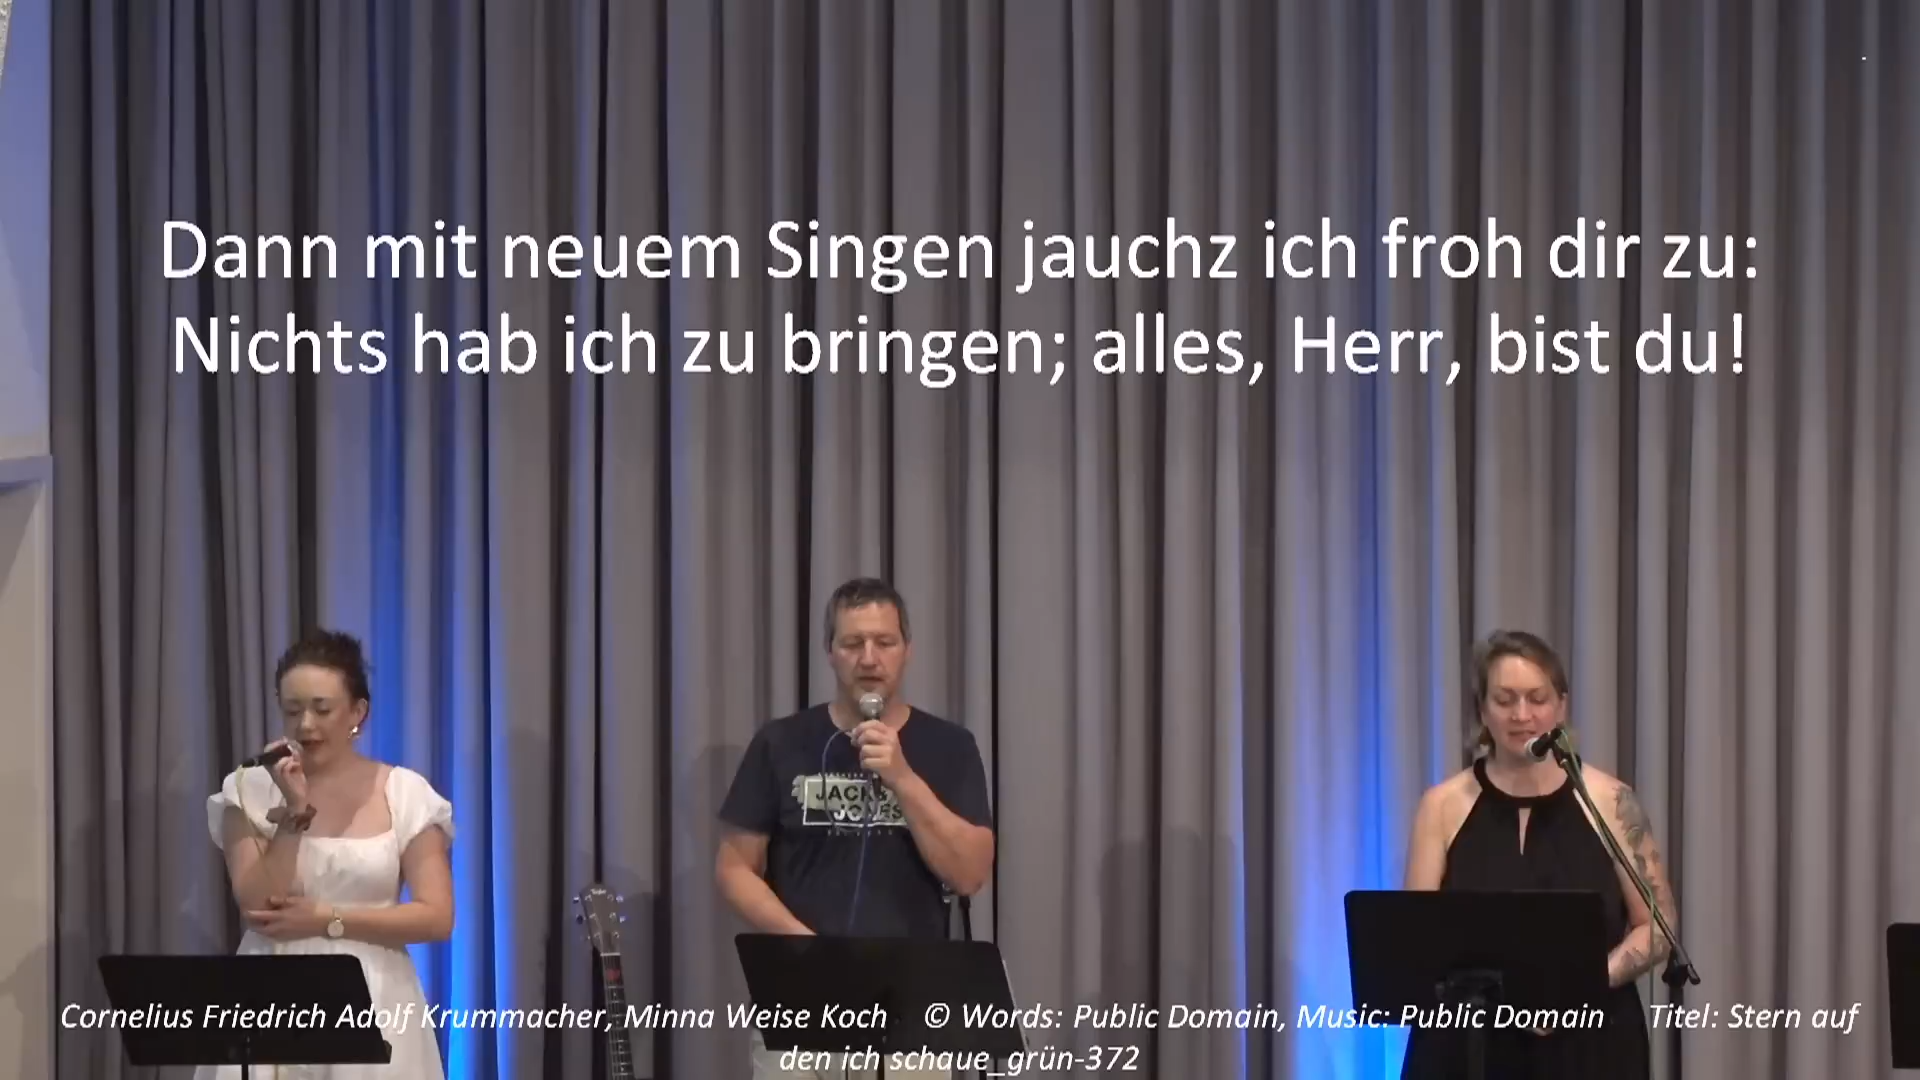 Dann mit neuem Singen jauchz ich froh dir zu:
Nichts hab ich zu bringen; alles, Herr, bist du!
JACK &
JONES
Cornelius Friedrich Adolf Krummacher, Minna Weise Koch © Words: Public Domain, Music: Public Domain Titel: Stern auf
den ich schaue_grün-372